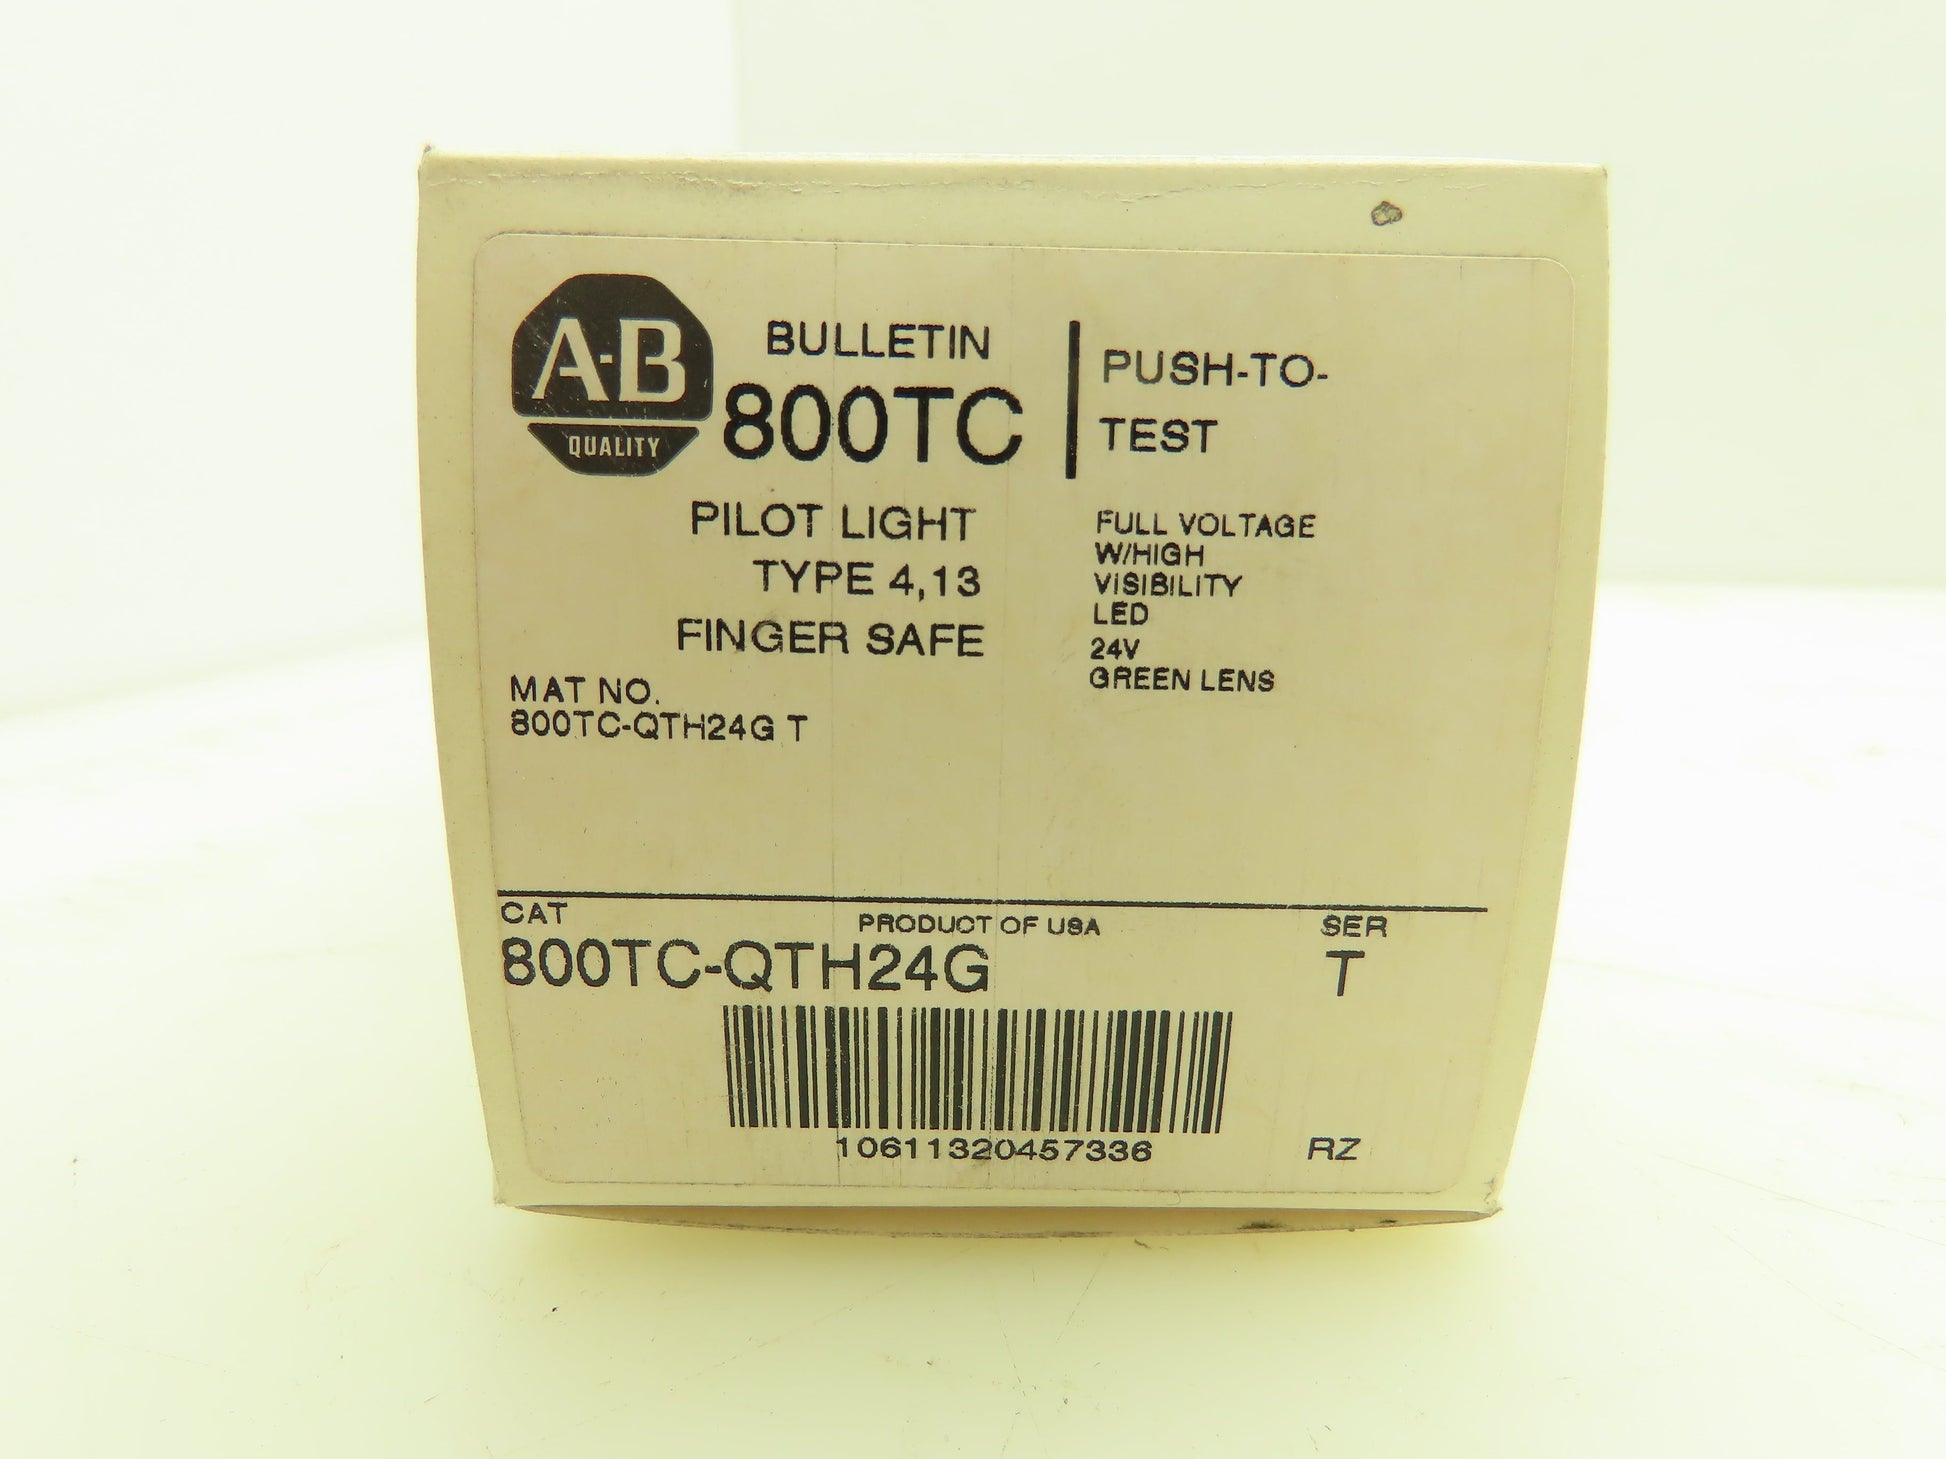 A-B
QUALITY
BULLETIN
800TC
PILOT LIGHT
TYPE 4,13
FINGER SAFE
MAT NO.
800TC-QTH24G T
PUSH-TO-
TEST
FULL VOLTAGE
W/HIGH
VISIBILITY
LED
24V
GREEN LENS
CAT
PRODUCT OF USA
SER
800TC-QTH24G
T
10611320457336
RZ